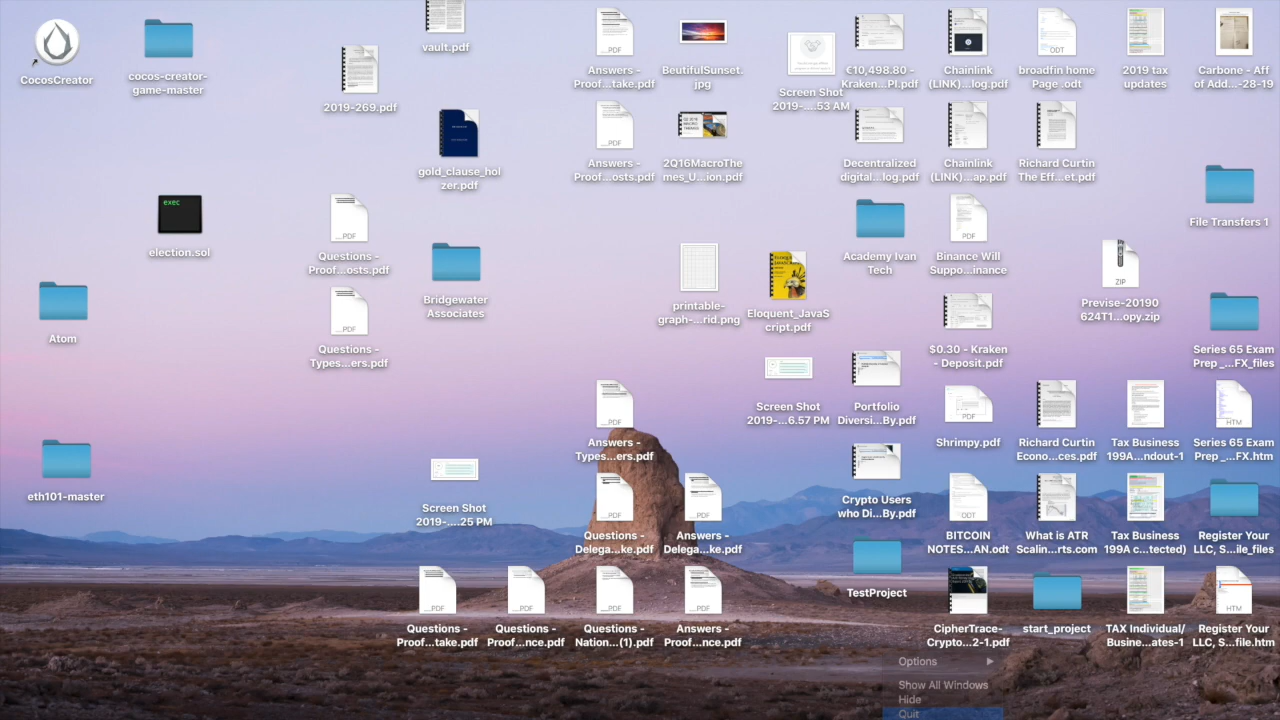 CocosCreator
cocos-creator-
game-master
vault.pdf
2019-269.pdf
gold_clause_hol
zer.pdf
exec
election.sol
Questions -
Proof...osts.pdf
Bridgewater
Associates
Atom
Questions -
Types...ers.pdf
eth101-master
Screen Shot
2019-....25 PM
Questions -
Proof...take.pdf
Questions -
Proof...nce.pdf
Questions -
Nation...(1).pdf
Answers -
Proof...nce.pdf
PDF
Answers -
Proof...take.pdf
BeutifulSunset.
jpg
Screen Shot
2019-....53 AM
€10,498.80 -
Kraken...PI.pdf
Chainlink
(LINK)...log.pdf
ODT
broadfin home
Page .odt
2019 tax
updates
Carbone - Aff
of Add...-28-19
Answers -
Proof...osts.pdf
2Q16MacroThe
mes_U...ion.pdf
Decentralized
digital...log.pdf
Chainlink
(LINK)...ap.pdf
Richard Curtin
The Eff...et.pdf
File Transfers 1
Academy Ivan
Tech
PDF
Binance Will
Suppo...inance
printable-
graph-...rid.png
Eloquent_JavaS
cript.pdf
ZIP
Previse-20190
624T1...opy.zip
$0.30 - Kraken
- Deposit.pdf
Series 65 Exam
Prep _...FX_files
Screen Shot
2019-....6.57 PM
Portfolio
Diversi...By.pdf
PDF
Shrimpy.pdf
Richard Curtin
Econo...ces.pdf
Tax Business
199A...ndout-1
HTM
Series 65 Exam
Prep _...FX.htm
Answers -
Types...ers.pdf
Crypto Users
who Di...By.pdf
Questions -
Delega...ke.pdf
Answers -
Delega...ke.pdf
ODT
BITCOIN
NOTES...AN.odt
What is ATR
Scalin...rts.com
Tax Business
199A c...tected)
Register Your
LLC, S...ile_files
TestProject
CipherTrace-
Crypto...2-1.pdf
start_project
TAX Individual/
Busine...ates-1
HTM
Register Your
LLC, S...file.htm
Options
Show All Windows
Hide
Quit